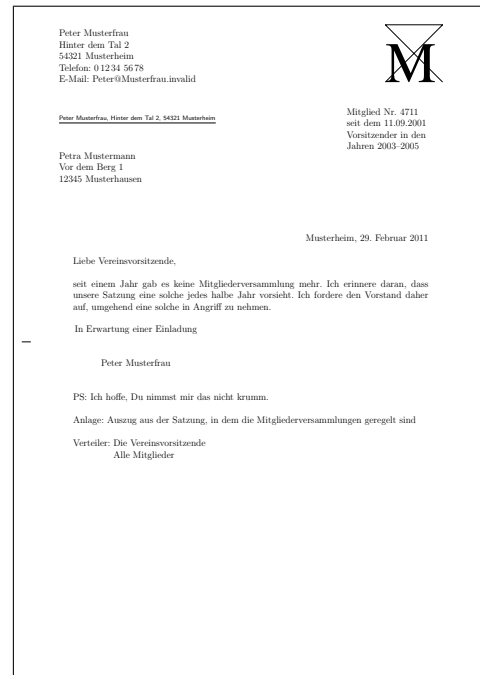 Peter Musterfrau
Hinter dem Tal 2
54321 Musterheim
Telefon: 0 12 34 56 78
E-Mail: Peter@Musterfrau.invalid
M
Peter Musterfrau, Hinter dem Tal 2, 54321 Musterheim
Mitglied Nr. 4711
seit dem 11.09.2001
Vorsitzender in den
Jahren 2003–2005
Petra Mustermann
Vor dem Berg 1
12345 Musterhausen
Musterheim, 29. Februar 2011
Liebe Vereinsvorsitzende,
seit einem Jahr gab es keine Mitgliederversammlung mehr. Ich erinnere daran, dass
unsere Satzung eine solche jedes halbe Jahr vorsieht. Ich fordere den Vorstand daher
auf, umgehend eine solche in Angriff zu nehmen.
In Erwartung einer Einladung
Peter Musterfrau
PS: Ich hoffe, Du nimmst mir das nicht krumm.
Anlage: Auszug aus der Satzung, in dem die Mitgliederversammlungen geregelt sind
Verteiler: Die Vereinsvorsitzende
Alle Mitglieder